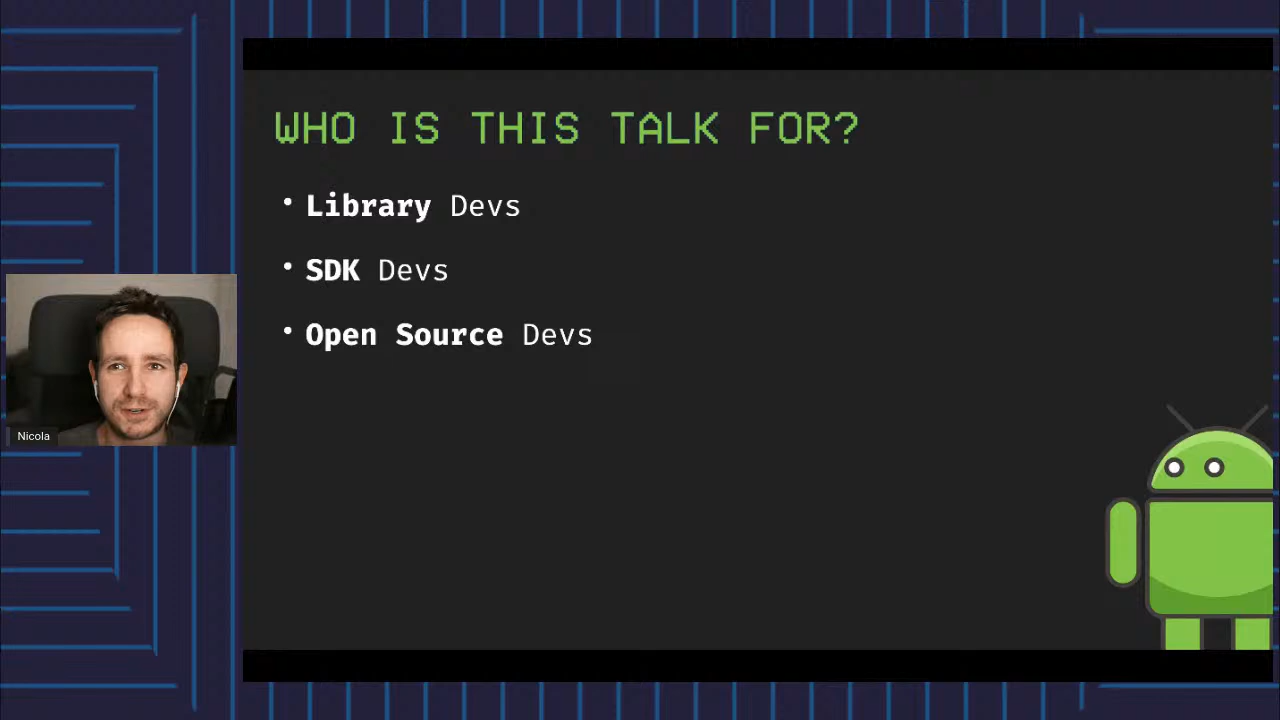 WHO IS THIS TALK FOR?
• Library Devs
• SDK Devs
• Open Source Devs
Nicola